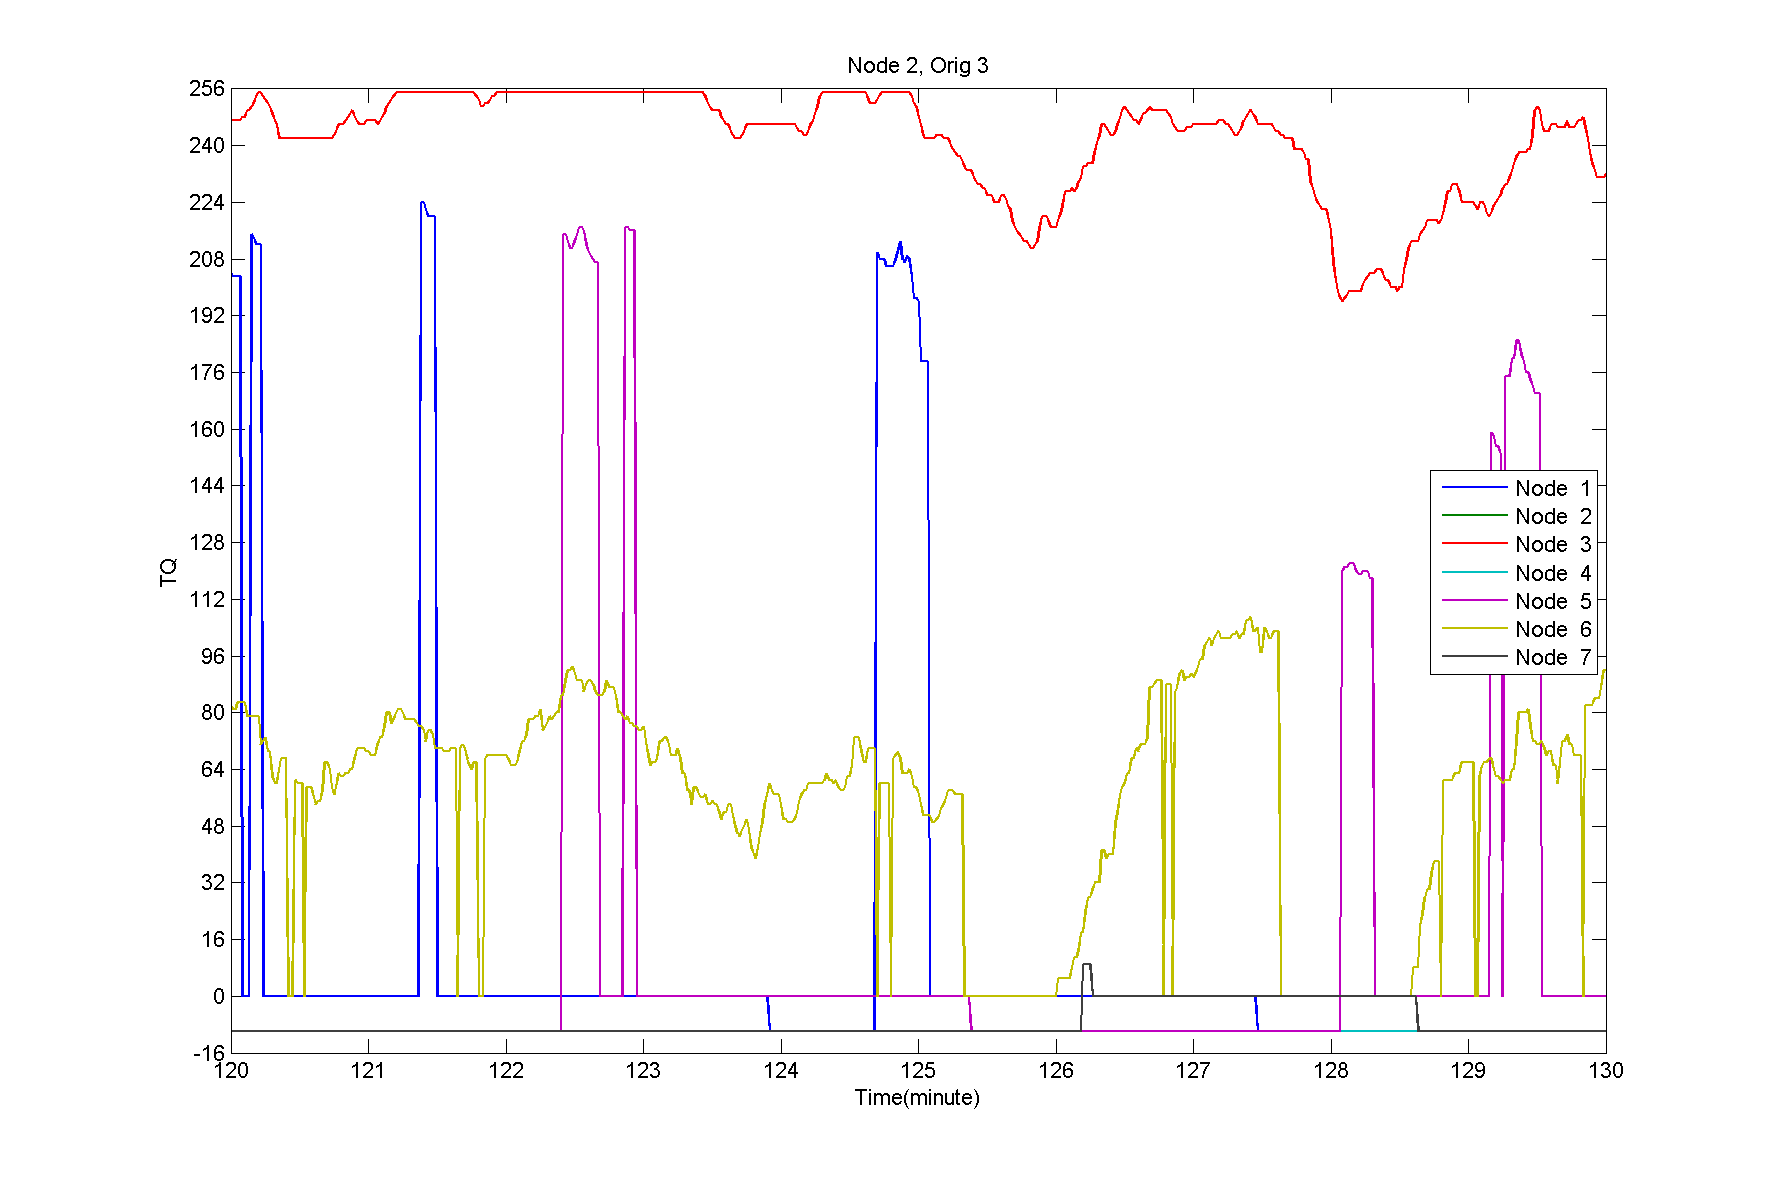 Node 2, Orig 3
256
240
224
208
192
176
160
144
128
112
96
80
64
48
32
16
0
-16
TQ
Node 1
Node 2
Node 3
Node 4
Node 5
Node 6
Node 7
120 121 122 123 124 125 126 127 128 129 130
Time(minute)